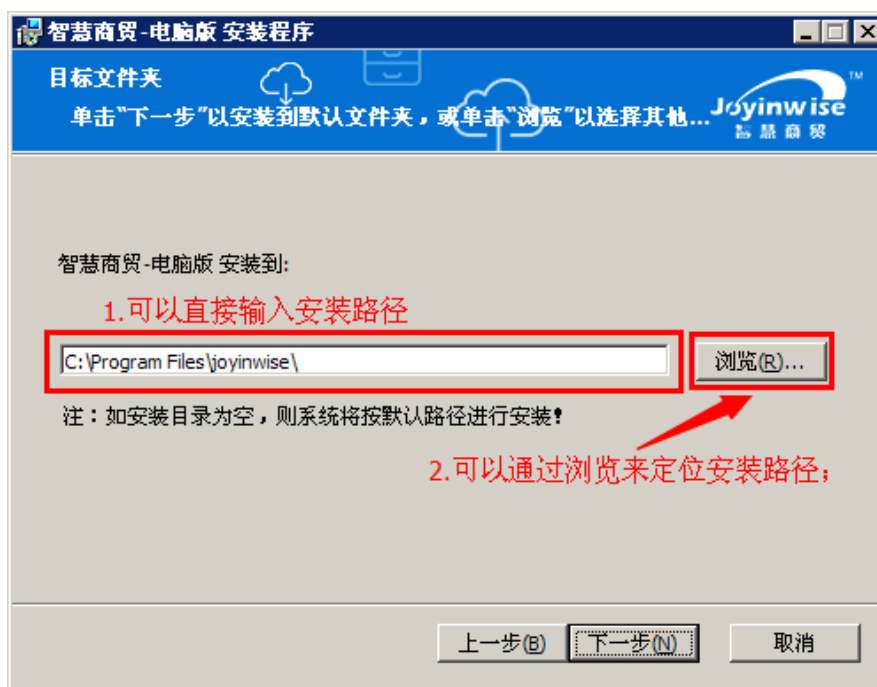 智慧商贸-电脑版 安装程序
目标文件夹
单击"下一步"以安装到默认文件夹，或单击"浏览"以选择其他...
Joyinwise TM
智慧商贸
智慧商贸-电脑版 安装到:
1.可以直接输入安装路径
C:\Program Files\joyinwise\
浏览(R)...
注：如安装目录为空，则系统将按默认路径进行安装！
2.可以通过浏览来定位安装路径；
上一步(B)
下一步(N)
取消